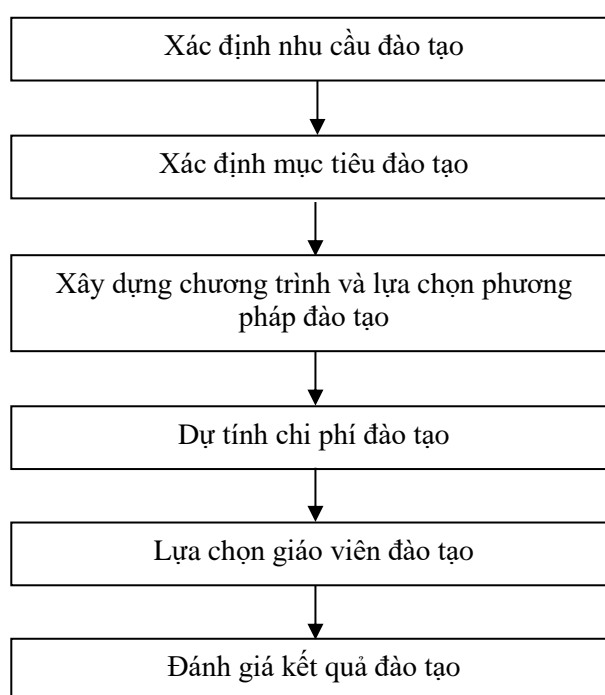 Xác định nhu cầu đào tạo
Xác định mục tiêu đào tạo
Xây dựng chương trình và lựa chọn phương
pháp đào tạo
Dự tính chi phí đào tạo
Lựa chọn giáo viên đào tạo
Đánh giá kết quả đào tạo